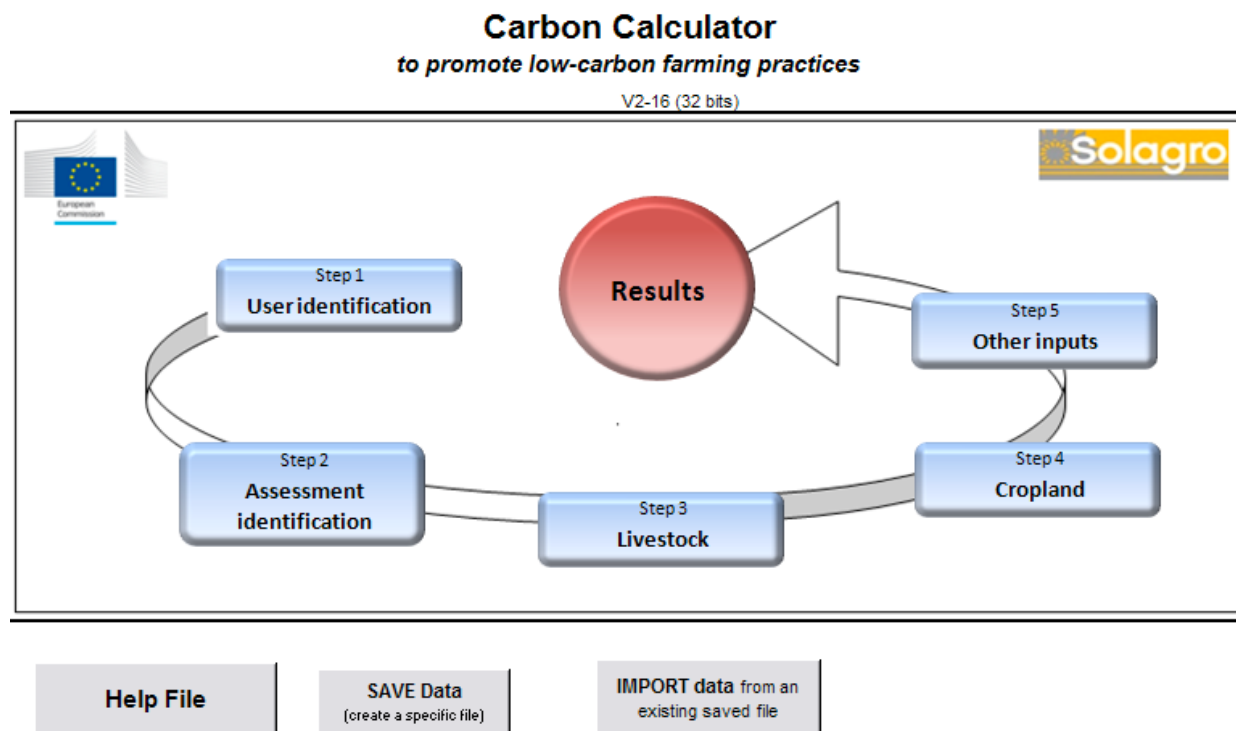 Carbon Calculator
to promote low-carbon farming practices
V2-16 (32 bits)
European
Commission
Solagro
Step 1
User identification
Results
Step 5
Other inputs
Step 2
Assessment
identification
Step 3
Livestock
Step 4
Cropland
Help File
SAVE Data
(create a specific file)
IMPORT data from an
existing saved file